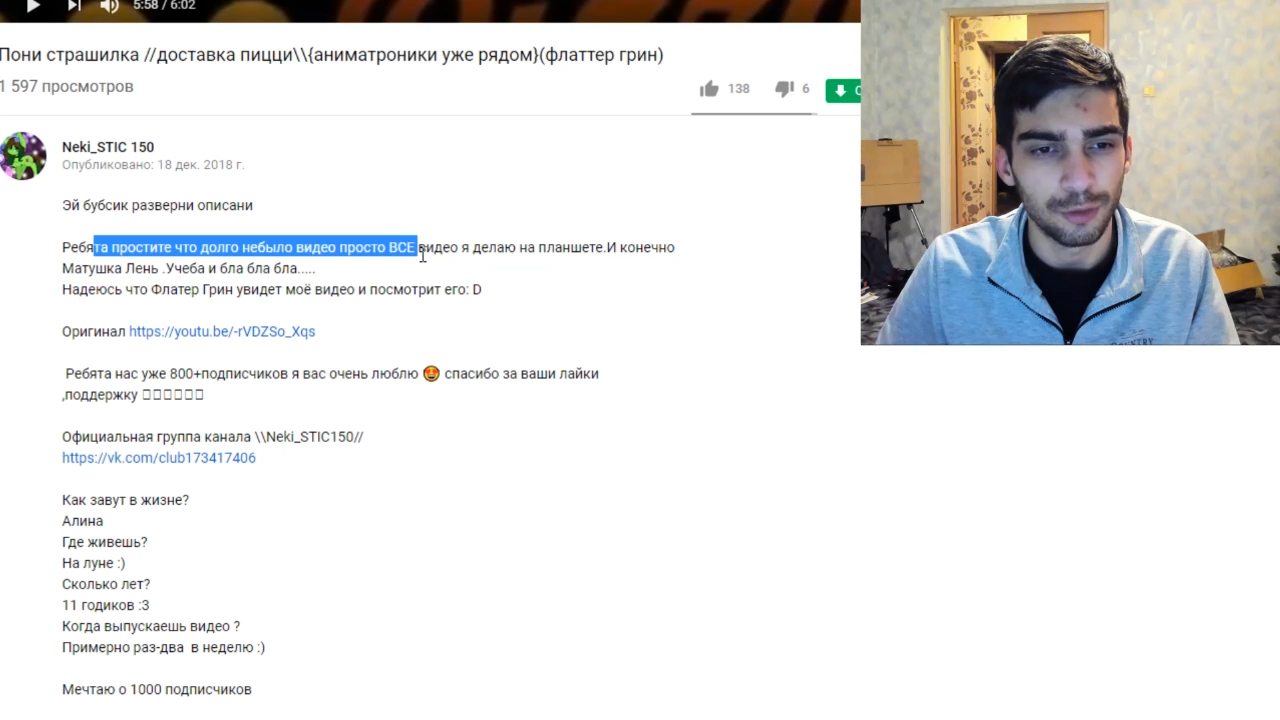 5:58 / 6:02
Пони страшилка //доставка пиццы\\{аниматроники уже рядом}(флаттер грин)
1 597 просмотров
138
6
Neki_STIC 150
Опубликовано: 18 дек. 2018 г.
Эй бубсик разверни описани
Ребята простите что долго небыло видео просто ВСЕ видео я делаю на планшете.И конечно
Матушка Лень .Учеба и бла бла бла.....
Надеюсь что Флатер Грин увидет моё видео и посмотрит его: D
Оригинал https://youtu.be/-rVDZSo_Xqs
Ребята нас уже 800+подписчиков я вас очень люблю 😍 спасибо за ваши лайки
,поддержку
Официальная группа канала \\Neki_STIC150//
https://vk.com/club173417406
Как завут в жизне?
Алина
Где живешь?
На луне :)
Сколько лет?
11 годиков :3
Когда выпускаешь видео ?
Примерно раз-два в неделю :)
Мечтаю о 1000 подписчиков